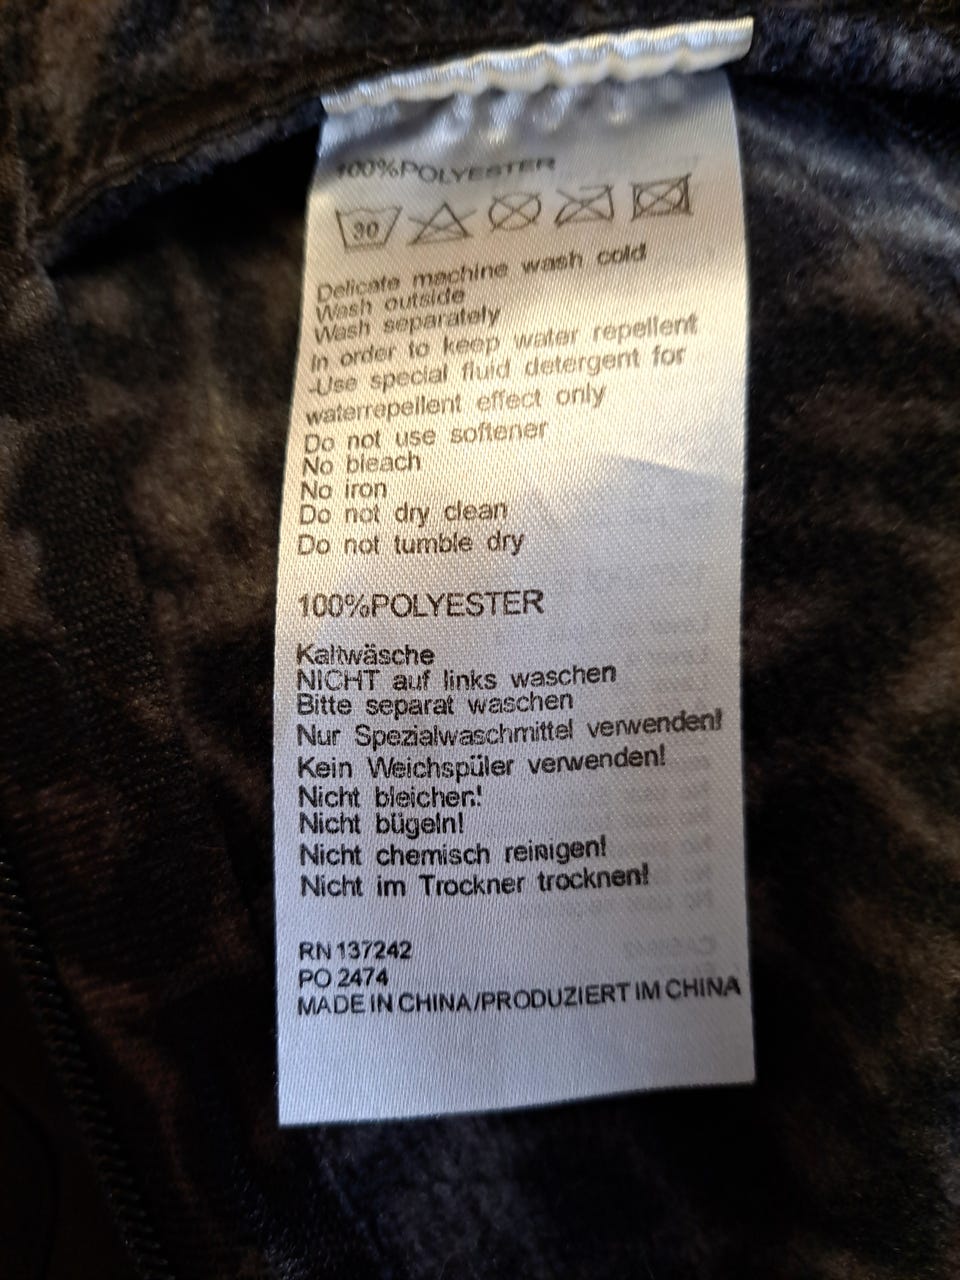 100%POLYESTER
30
Delicate machine wash cold
Wash outside
Wash separately
In order to keep water repellent
-Use special fluid detergent for
waterrepellent effect only
Do not use softener
No bleach
No iron
Do not dry clean
Do not tumble dry
100%POLYESTER
Kaltwäsche
NICHT auf links waschen
Bitte separat waschen
Nur Spezialwaschmittel verwenden!
Kein Weichspüler verwenden!
Nicht bleichen!
Nicht bügeln!
Nicht chemisch reinigen!
Nicht im Trockner trocknen!
RN 137242
PO 2474
MADE IN CHINA/PRODUZIERT IM CHINA